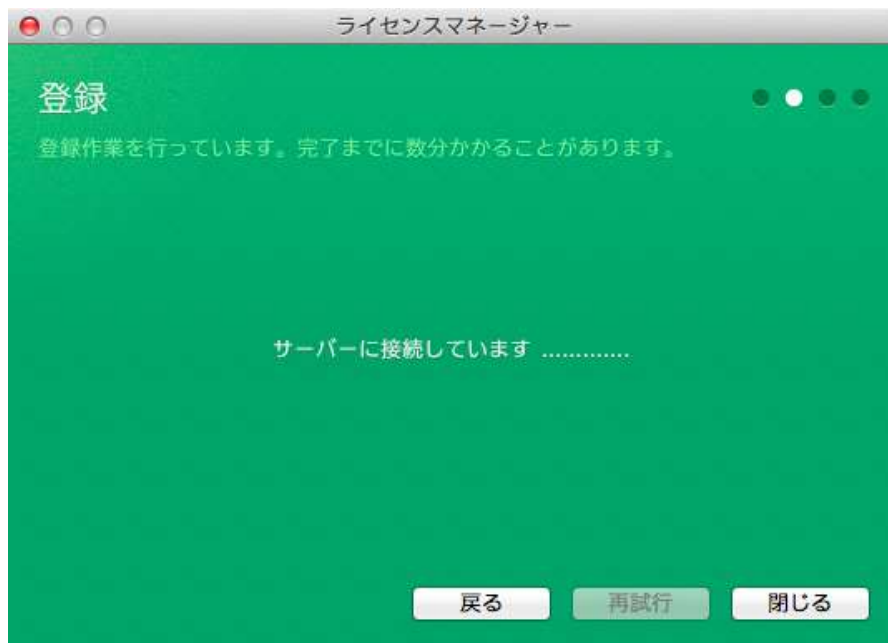 ライセンスマネージャー
登録
登録作業を行っています。完了までに数分かかることがあります。
サーバーに接続しています .............
戻る
再試行
閉じる